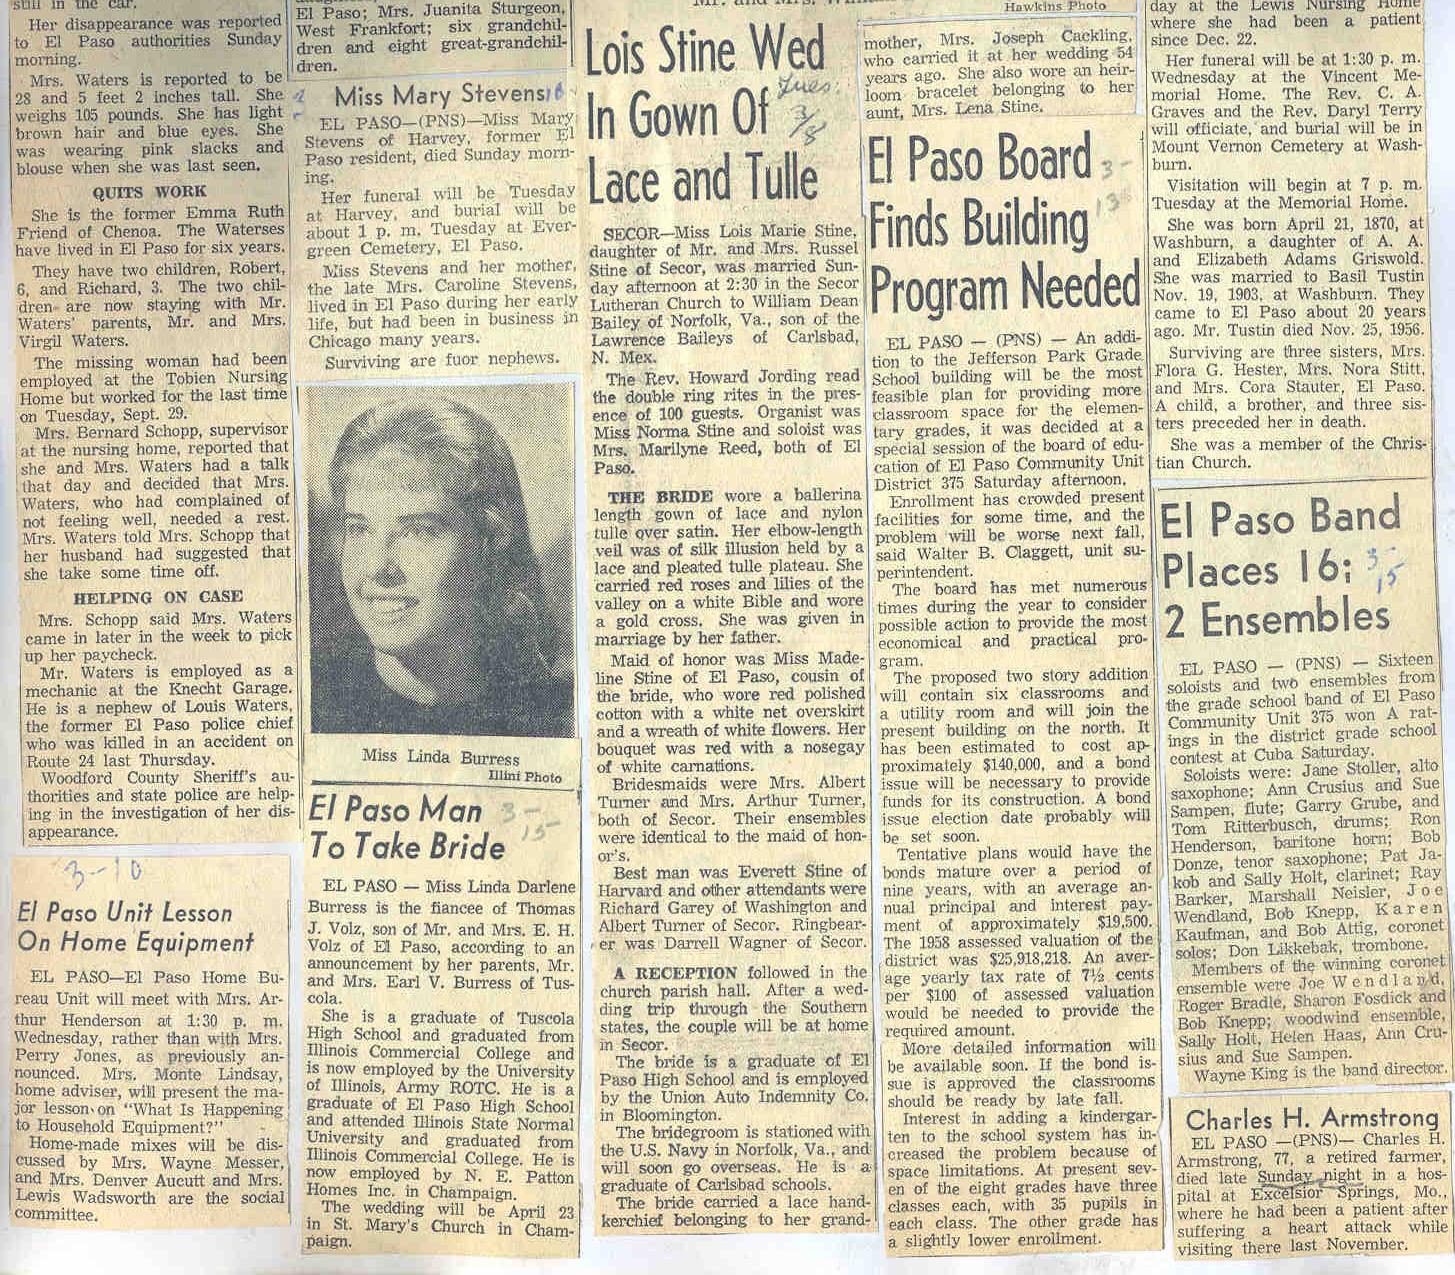 still in the car.
Her disappearance was reported
to El Paso authorities Sunday
morning.
Mrs. Waters is reported to be
28 and 5 feet 2 inches tall. She
weighs 105 pounds. She has light
brown hair and blue eyes. She
was wearing pink slacks and
blouse when she was last seen.
QUITS WORK
She is the former Emma Ruth
Friend of Chenoa. The Waterses
have lived in El Paso for six years.
They have two children, Robert,
6, and Richard, 3. The two chil-
dren are now staying with Mr.
Waters' parents, Mr. and Mrs.
Virgil Waters.
The missing woman had been
employed at the Tobien Nursing
Home but worked for the last time
on Tuesday, Sept. 29.
Mrs. Bernard Schopp, supervisor
at the nursing home, reported that
she and Mrs. Waters had a talk
that day and decided that Mrs.
Waters, who had complained of
not feeling well, needed a rest.
Mrs. Waters told Mrs. Schopp that
her husband had suggested that
she take some time off.
HELPING ON CASE
Mrs. Schopp said Mrs. Waters
came in later in the week to pick
up her paycheck.
Mr. Waters is employed as a
mechanic at the Knecht Garage.
He is a nephew of Louis Waters,
the former El Paso police chief
who was killed in an accident on
Route 24 last Thursday.
Woodford County Sheriff's au-
thorities and state police are help-
ing in the investigation of her dis-
appearance.
3-10
El Paso Unit Lesson
On Home Equipment
EL PASO—El Paso Home Bu-
reau Unit will meet with Mrs. Ar-
thur Henderson at 1:30 p. m.
Wednesday, rather than with Mrs.
Perry Jones, as previously an-
nounced. Mrs. Monte Lindsay,
home adviser, will present the ma-
jor lesson on "What Is Happening
to Household Equipment?"
Home-made mixes will be dis-
cussed by Mrs. Wayne Messer,
and Mrs. Denver Aucutt and Mrs.
Lewis Wadsworth are the social
committee.
El Paso; Mrs. Juanita Sturgeon,
West Frankfort; six grandchil-
dren and eight great-grandchil-
dren.
Miss Mary Stevens
EL PASO—(PNS)—Miss Mary
Stevens of Harvey, former El
Paso resident, died Sunday morn-
ing.
Her funeral will be Tuesday
at Harvey, and burial will be
about 1 p. m. Tuesday at Ever-
green Cemetery, El Paso.
Miss Stevens and her mother,
the late Mrs. Caroline Stevens,
lived in El Paso during her early
life, but had been in business in
Chicago many years.
Surviving are fuor nephews.
Miss Linda Burress
Illini Photo
El Paso Man
To Take Bride
3-
15
EL PASO — Miss Linda Darlene
Burress is the fiancee of Thomas
J. Volz, son of Mr. and Mrs. E. H.
Volz of El Paso, according to an
announcement by her parents, Mr.
and Mrs. Earl V. Burress of Tus-
cola.
She is a graduate of Tuscola
High School and graduated from
Illinois Commercial College and
is now employed by the University
of Illinois, Army ROTC. He is a
graduate of El Paso High School
and attended Illinois State Normal
University and graduated from
Illinois Commercial College. He is
now employed by N. E. Patton
Homes Inc. in Champaign.
The wedding will be April 23
in St. Mary's Church in Cham-
paign.
Lois Stine Wed
In Gown Of
Lace and Tulle
Tues.
3/8
SECOR—Miss Lois Marie Stine,
daughter of Mr. and Mrs. Russel
Stine of Secor, was married Sun-
day afternoon at 2:30 in the Secor
Lutheran Church to William Dean
Bailey of Norfolk, Va., son of the
Lawrence Baileys of Carlsbad,
N. Mex.
The Rev. Howard Jording read
the double ring rites in the pres-
ence of 100 guests. Organist was
Miss Norma Stine and soloist was
Mrs. Marilyne Reed, both of El
Paso.
THE BRIDE wore a ballerina
length gown of lace and nylon
tulle over satin. Her elbow-length
veil was of silk illusion held by a
lace and pleated tulle plateau. She
carried red roses and lilies of the
valley on a white Bible and wore
a gold cross. She was given in
marriage by her father.
Maid of honor was Miss Made-
line Stine of El Paso, cousin of
the bride, who wore red polished
cotton with a white net overskirt
and a wreath of white flowers. Her
bouquet was red with a nosegay
of white carnations.
Bridesmaids were Mrs. Albert
Turner and Mrs. Arthur Turner,
both of Secor. Their ensembles
were identical to the maid of hon-
or's.
Best man was Everett Stine of
Harvard and other attendants were
Richard Garey of Washington and
Albert Turner of Secor. Ringbear-
er was Darrell Wagner of Secor.
A RECEPTION followed in the
church parish hall. After a wed-
ding trip through the Southern
states, the couple will be at home
in Secor.
The bride is a graduate of El
Paso High School and is employed
by the Union Auto Indemnity Co.
in Bloomington.
The bridegroom is stationed with
the U.S. Navy in Norfolk, Va., and
will soon go overseas. He is a
graduate of Carlsbad schools.
The bride carried a lace hand-
kerchief belonging to her grand-
Hawkins Photo
mother, Mrs. Joseph Cackling,
who carried it at her wedding 54
years ago. She also wore an heir-
loom bracelet belonging to her
aunt, Mrs. Lena Stine.
El Paso Board
Finds Building
Program Needed
3-
EL PASO — (PNS) — An addi-
tion to the Jefferson Park Grade
School building will be the most
feasible plan for providing more
classroom space for the elemen-
tary grades, it was decided at a
special session of the board of edu-
cation of El Paso Community Unit
District 375 Saturday afternoon.
Enrollment has crowded present
facilities for some time, and the
problem will be worse next fall,
said Walter B. Claggett, unit su-
perintendent.
The board has met numerous
times during the year to consider
possible action to provide the most
economical and practical pro-
gram.
The proposed two story addition
will contain six classrooms and
a utility room and will join the
present building on the north. It
has been estimated to cost ap-
proximately $140,000, and a bond
issue will be necessary to provide
funds for its construction. A bond
issue election date probably will
be set soon.
Tentative plans would have the
bonds mature over a period of
nine years, with an average an-
nual principal and interest pay-
ment of approximately $19,500.
The 1958 assessed valuation of the
district was $25,918,218. An aver-
age yearly tax rate of 7½ cents
per $100 of assessed valuation
would be needed to provide the
required amount.
More detailed information will
be available soon. If the bond is-
sue is approved the classrooms
should be ready by late fall.
Interest in adding a kindergar-
ten to the school system has in-
creased the problem because of
space limitations. At present sev-
en of the eight grades have three
classes each, with 35 pupils in
each class. The other grade has
a slightly lower enrollment.
day at the Lewis Nursing Home
where she had been a patient
since Dec. 22.
Her funeral will be at 1:30 p. m.
Wednesday at the Vincent Me-
morial Home. The Rev. C. A.
Graves and the Rev. Daryl Terry
will officiate, and burial will be in
Mount Vernon Cemetery at Wash-
burn.
Visitation will begin at 7 p. m.
Tuesday at the Memorial Home.
She was born April 21, 1870, at
Washburn, a daughter of A. A.
and Elizabeth Adams Griswold.
She was married to Basil Tustin
Nov. 19, 1903, at Washburn. They
came to El Paso about 20 years
ago. Mr. Tustin died Nov. 25, 1956.
Surviving are three sisters, Mrs.
Flora G. Hester, Mrs. Nora Stitt,
and Mrs. Cora Stauter, El Paso.
A child, a brother, and three sis-
ters preceded her in death.
She was a member of the Chris-
tian Church.
El Paso Band
Places 16;
2 Ensembles
3-
15
EL PASO — (PNS) — Sixteen
soloists and two ensembles from
the grade school band of El Paso
Community Unit 375 won A rat-
ings in the district grade school
contest at Cuba Saturday.
Soloists were: Jane Stoller, alto
saxophone; Ann Crusius and Sue
Sampen, flute; Garry Grube, and
Tom Ritterbusch, drums; Ron
Henderson, baritone horn; Bob
Donze, tenor saxophone; Pat Ja-
kob and Sally Holt, clarinet; Ray
Barker, Marshall Neisler, Joe
Wendland, Bob Knepp, Karen
Kaufman, and Bob Attig, coronet
solos; Don Likkebak, trombone.
Members of the winning coronet
ensemble were Joe Wendland,
Roger Bradle, Sharon Fosdick and
Bob Knepp; woodwind ensemble,
Sally Holt, Helen Haas, Ann Cru-
sius and Sue Sampen.
Wayne King is the band director.
Charles H. Armstrong
EL PASO —(PNS)— Charles H.
Armstrong, 77, a retired farmer,
died late Sunday night in a hos-
pital at Excelsior Springs, Mo.,
where he had been a patient after
suffering a heart attack while
visiting there last November.